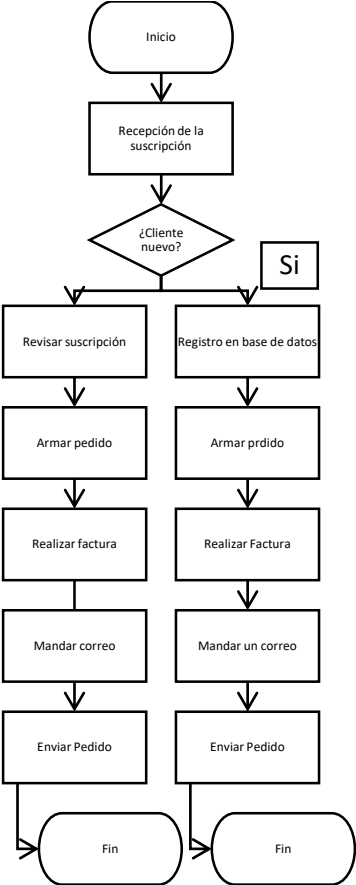 Inicio
Recepción de la
suscripción
¿Cliente
nuevo?
Si
Revisar suscripción
Registro en base de datos
Armar pedido
Armar prdido
Realizar factura
Realizar Factura
Mandar correo
Mandar un correo
Enviar Pedido
Enviar Pedido
Fin
Fin